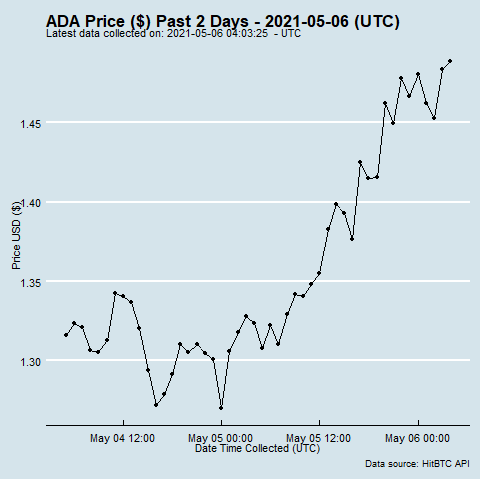 ADA Price ($) Past 2 Days - 2021-05-06 (UTC)
Latest data collected on: 2021-05-06 04:03:25  - UTC
1.45
1.40
1.35
1.30
Price USD ($)
May 04 12:00
May 05 00:00
May 05 12:00
May 06 00:00
Date Time Collected (UTC)
Data source: HitBTC API